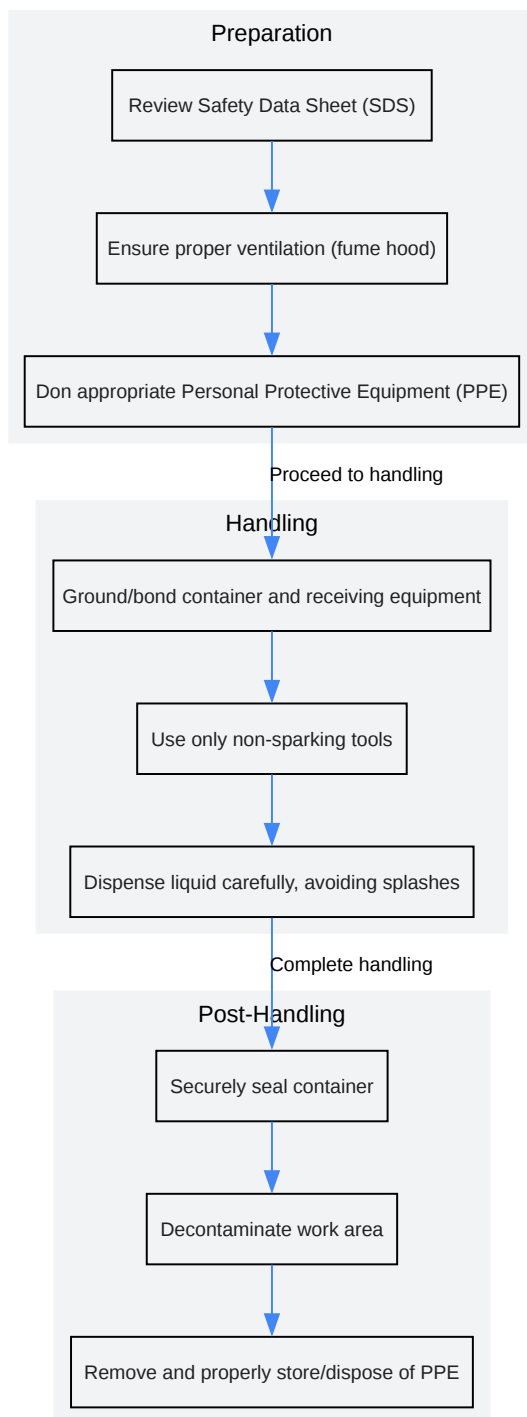 Preparation
Review Safety Data Sheet (SDS)
Ensure proper ventilation (fume hood)
Don appropriate Personal Protective Equipment (PPE)
Proceed to handling
Handling
Ground/bond container and receiving equipment
Use only non-sparking tools
Dispense liquid carefully, avoiding splashes
Complete handling
Post-Handling
Securely seal container
Decontaminate work area
Remove and properly store/dispose of PPE